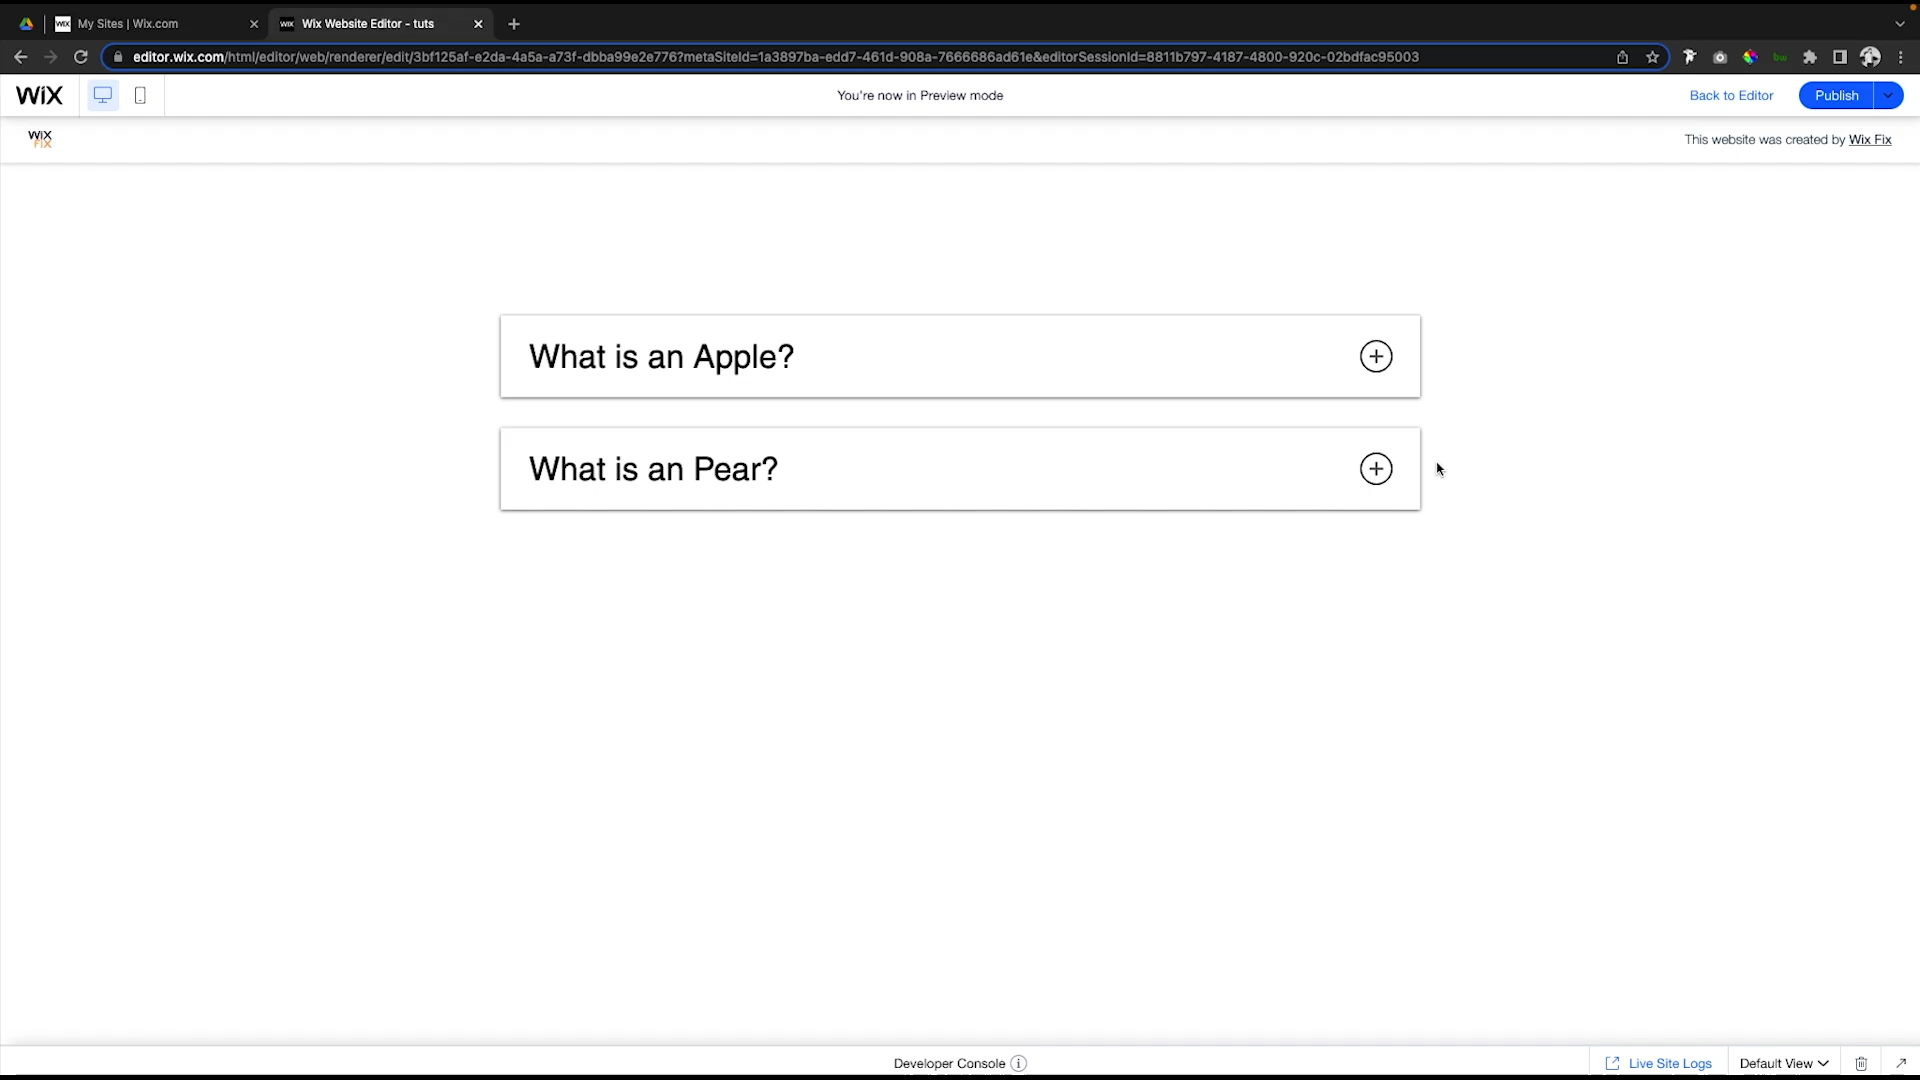 My Sites | Wix.com
Wix Website Editor - tuts
editor.wix.com/html/editor/web/renderer/edit/3bf125af-e2da-4a5a-a73f-dbba99e2e776?metaSiteId=1a3897ba-edd7-461d-908a-7666686ad61e&editorSessionId=8811b797-4187-4800-920c-02bdfac95003
WiX
You're now in Preview mode
Back to Editor
Publish
WiX
FIX
This website was created by Wix Fix
What is an Apple?
What is an Pear?
Developer Console
Live Site Logs
Default View